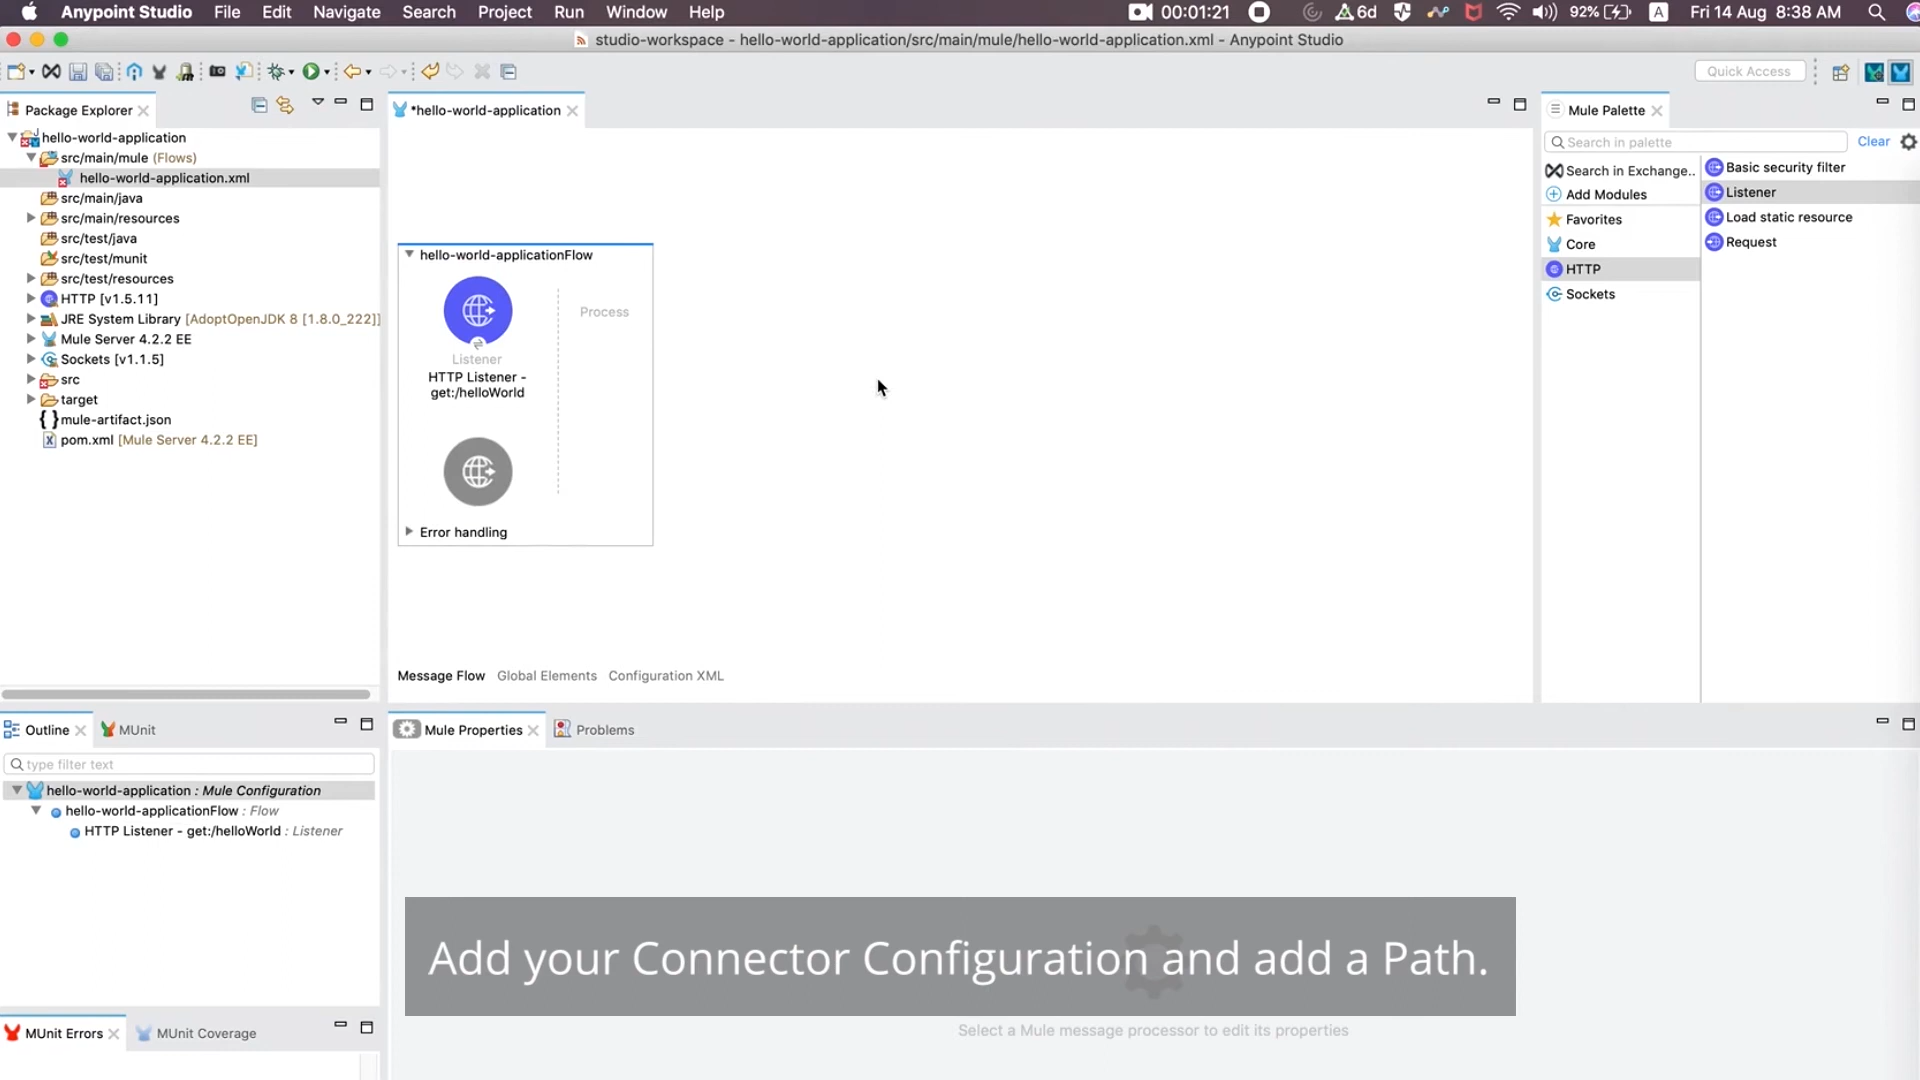 Anypoint Studio File Edit Navigate Search Project Run Window Help 00:01:21 6d 92% A Fri 14 Aug 8:38 AM
studio-workspace - hello-world-application/src/main/mule/hello-world-application.xml - Anypoint Studio
Quick Access
Package Explorer
hello-world-application
src/main/mule (Flows)
hello-world-application.xml
src/main/java
src/main/resources
src/test/java
src/test/munit
src/test/resources
HTTP [v1.5.11]
JRE System Library [AdoptOpenJDK 8 [1.8.0_222]]
Mule Server 4.2.2 EE
Sockets [v1.1.5]
src
target
mule-artifact.json
pom.xml [Mule Server 4.2.2 EE]
*hello-world-application
hello-world-applicationFlow
Process
Listener
HTTP Listener -
get:/helloWorld
Error handling
Message Flow Global Elements Configuration XML
Mule Palette
Search in palette
Clear
Search in Exchange..
Add Modules
Favorites
Core
HTTP
Sockets
Basic security filter
Listener
Load static resource
Request
Outline MUnit
type filter text
hello-world-application : Mule Configuration
hello-world-applicationFlow : Flow
HTTP Listener - get:/helloWorld : Listener
MUnit Errors MUnit Coverage
Mule Properties Problems
Add your Connector Configuration and add a Path.
Select a Mule message processor to edit its properties